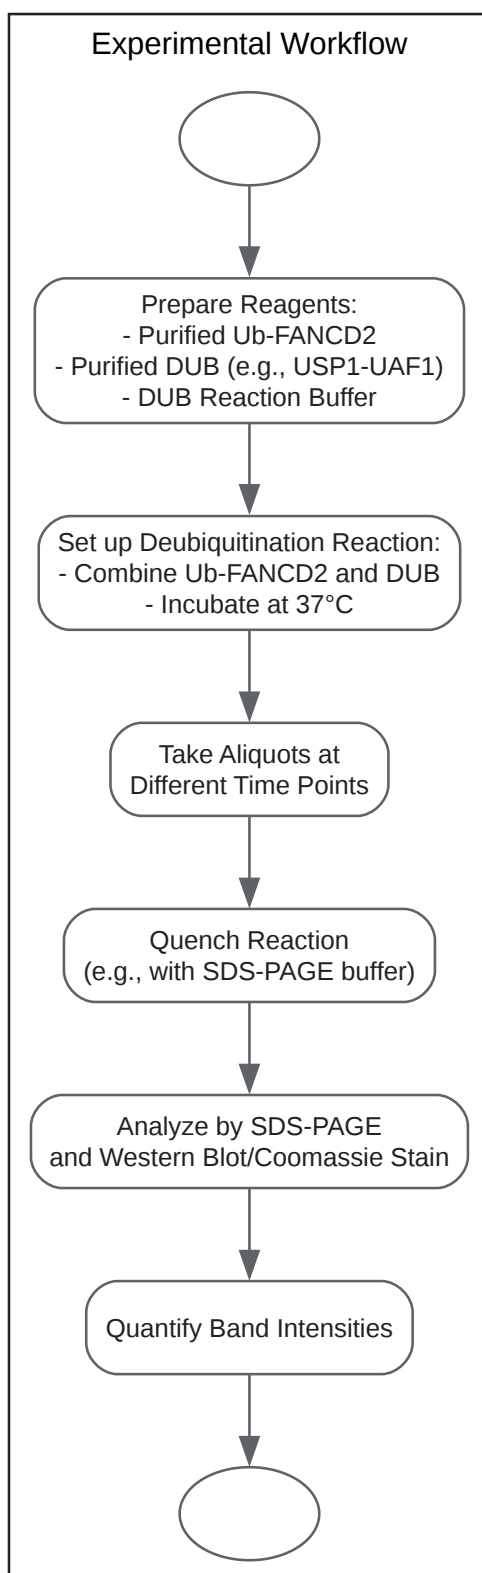 Experimental Workflow
Prepare Reagents:
- Purified Ub-FANCD2
- Purified DUB (e.g., USP1-UAF1)
- DUB Reaction Buffer
Set up Deubiquitination Reaction:
- Combine Ub-FANCD2 and DUB
- Incubate at 37°C
Take Aliquots at
Different Time Points
Quench Reaction
(e.g., with SDS-PAGE buffer)
Analyze by SDS-PAGE
and Western Blot/Coomassie Stain
Quantify Band Intensities